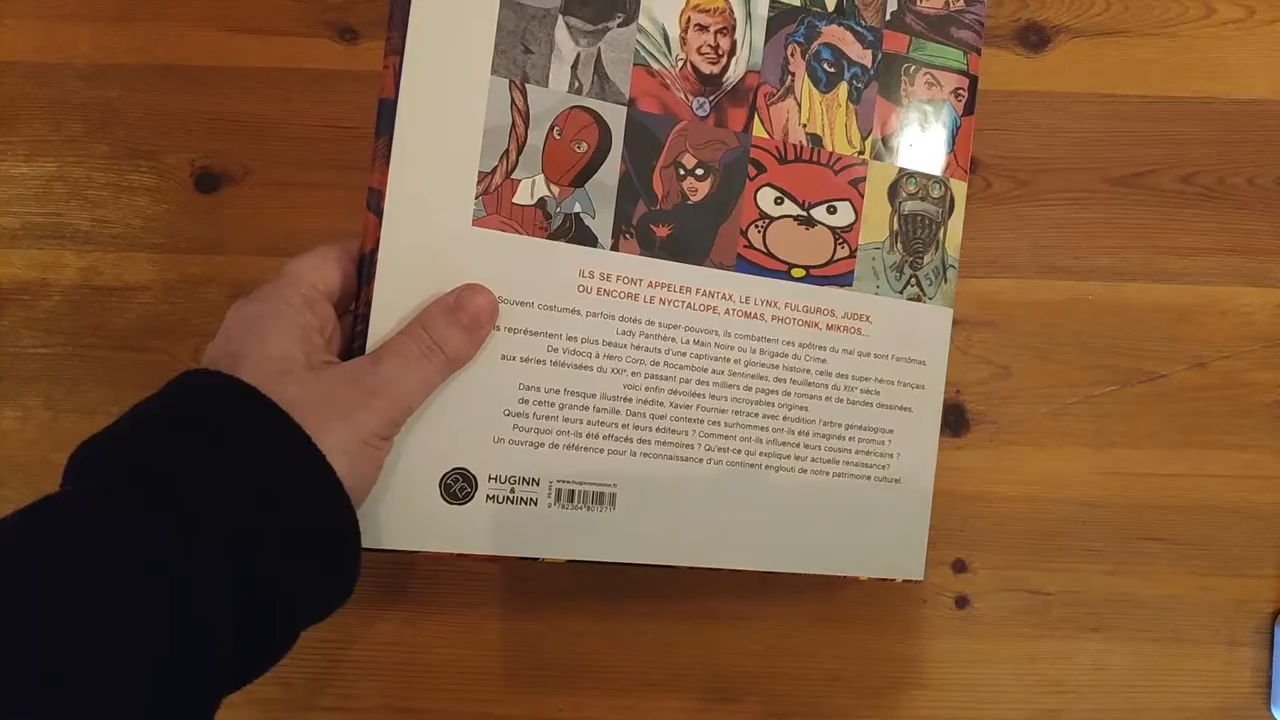 ILS SE FONT APPELER FANTAX, LE LYNX, FULGUROS, JUDEX,
OU ENCORE LE NYCTALOPE, ATOMAS, PHOTONIK, MIKROS...
Souvent costumés, parfois dotés de super-pouvoirs, ils combattent ces apôtres du mal que sont Fantômas,
Lady Panthère, La Main Noire ou la Brigade du Crime.
ls représentent les plus beaux hérauts d'une captivante et glorieuse histoire, celle des super-héros français.
De Vidocq à Hero Corp, de Rocambole aux Sentinelles, des feuilletons du XIXe siècle
aux séries télévisées du XXIe, en passant par des milliers de pages de romans et de bandes dessinées,
voici enfin dévoilées leurs incroyables origines.
Dans une fresque illustrée inédite, Xavier Fournier retrace avec érudition l'arbre généalogique
de cette grande famille. Dans quel contexte ces surhommes ont-ils été imaginés et promus ?
Quels furent leurs auteurs et leurs éditeurs ? Comment ont-ils influencé leurs cousins américains ?
Pourquoi ont-ils été effacés des mémoires ? Qu'est-ce qui explique leur actuelle renaissance?
Un ouvrage de référence pour la reconnaissance d'un continent englouti de notre patrimoine culturel.
HUGINN
&
MUNINN
www.huginnmuninn.fr
9 782364 801271